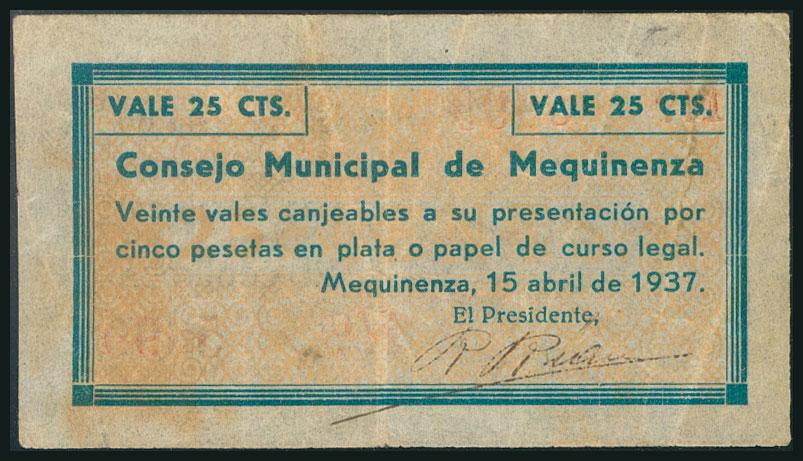 VALE 25 CTS.
VALE 25 CTS.
Consejo Municipal de Mequinenza
Veinte vales canjeables a su presentación por
cinco pesetas en plata o papel de curso legal.
Mequinenza, 15 abril de 1937.
El Presidente,